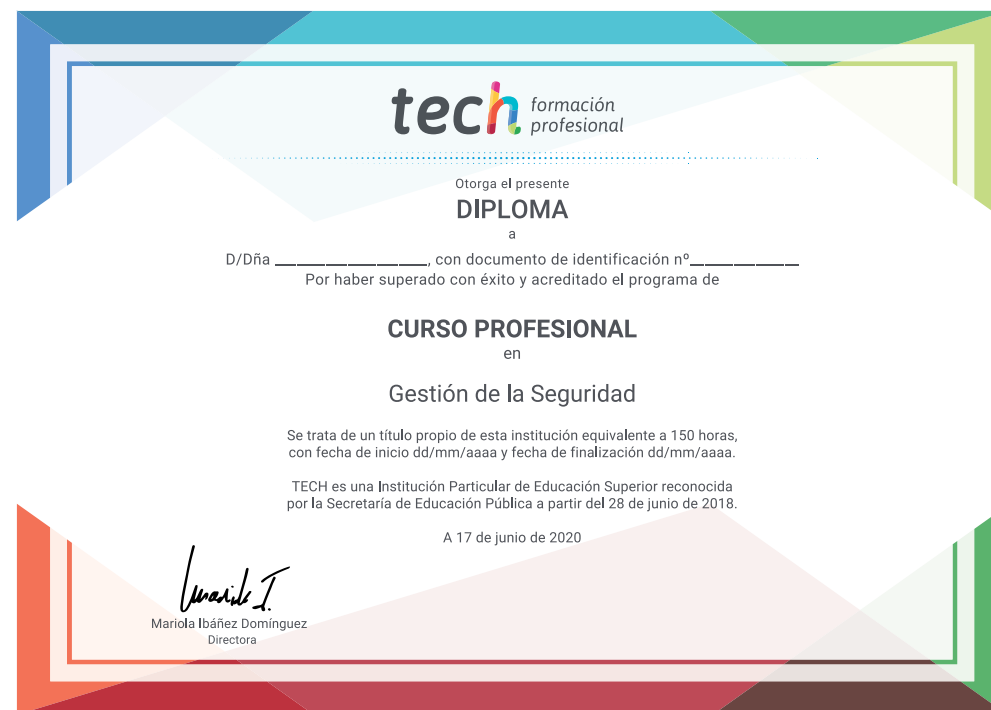 tech formación
profesional
Otorga el presente
DIPLOMA
a
D/Dña ____________________, con documento de identificación nº______________
Por haber superado con éxito y acreditado el programa de
CURSO PROFESIONAL
en
Gestión de la Seguridad
Se trata de un título propio de esta institución equivalente a 150 horas,
con fecha de inicio dd/mm/aaaa y fecha de finalización dd/mm/aaaa.
TECH es una Institución Particular de Educación Superior reconocida
por la Secretaría de Educación Pública a partir del 28 de junio de 2018.
A 17 de junio de 2020
Mariola I.
Mariola Ibáñez Domínguez
Directora